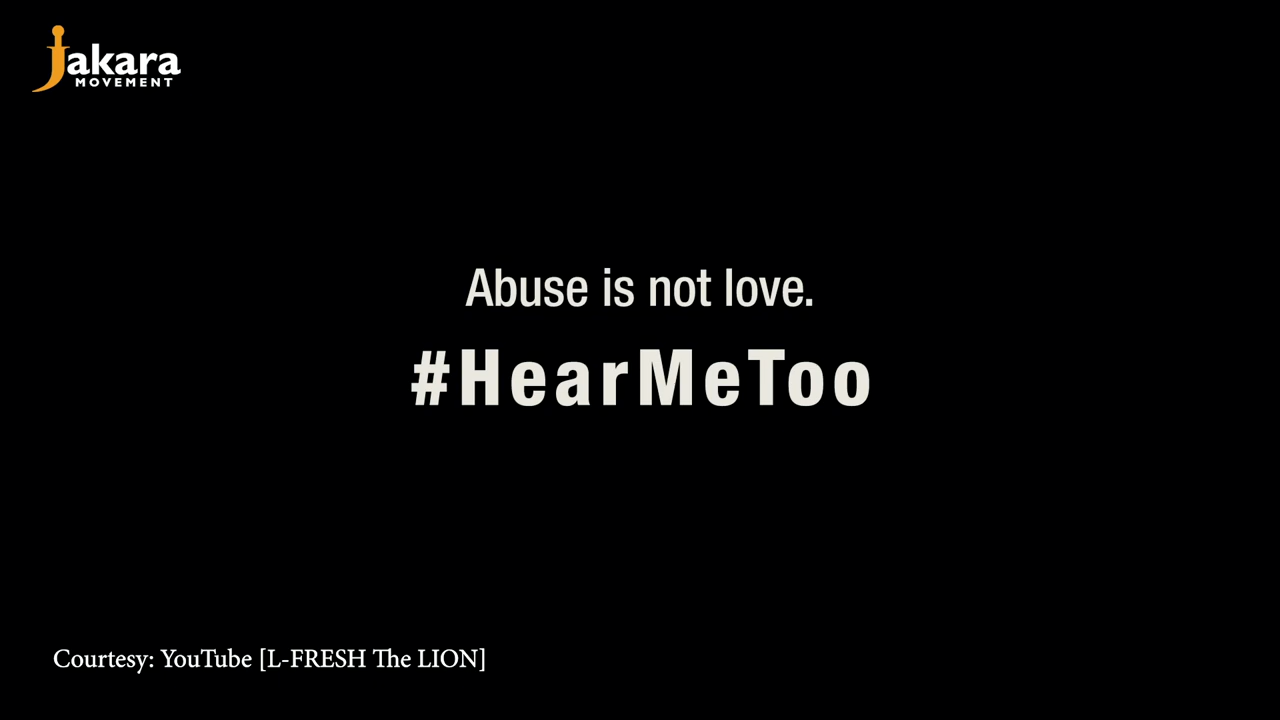 Jakara
MOVEMENT
Abuse is not love.
#HearMeToo
Courtesy: YouTube [L-FRESH The LION]